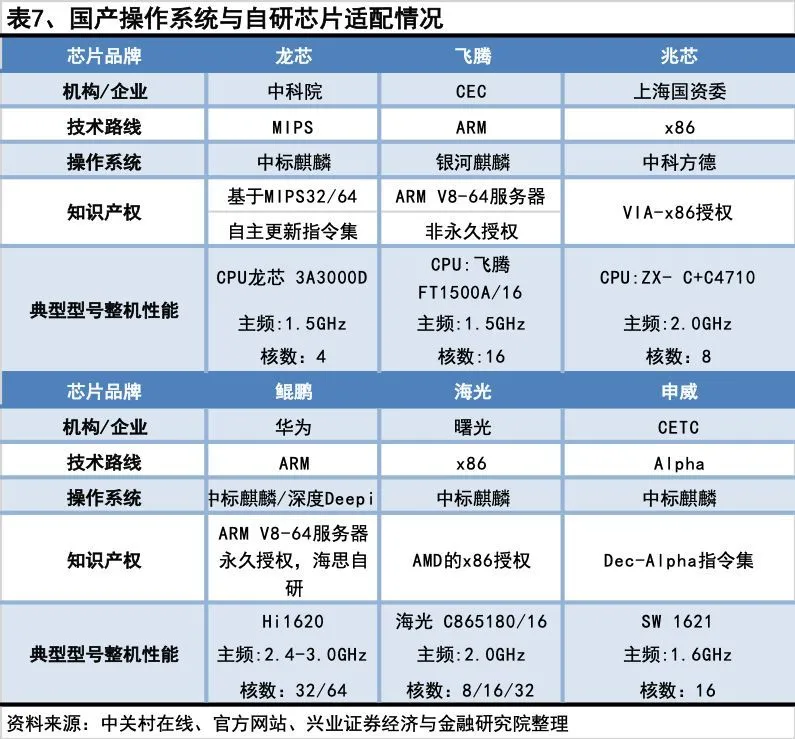 表7、国产操作系统与自研芯片适配情况
芯片品牌 龙芯 飞腾 兆芯
机构/企业 中科院 CEC 上海国资委
技术路线 MIPS ARM x86
操作系统 中标麒麟 银河麒麟 中科方德
知识产权
基于MIPS32/64 ARM V8-64服务器
VIA-x86授权
自主更新指令集 非永久授权
典型型号整机性能
CPU龙芯 3A3000D
CPU:飞腾
FT1500A/16
CPU:ZX- C+C4710
主频:1.5GHz 主频:1.5GHz 主频:2.0GHz
核数: 4 核数:16 核数: 8
芯片品牌 鲲鹏 海光 申威
机构/企业 华为 曙光 CETC
技术路线 ARM x86 Alpha
操作系统 中标麒麟/深度Deepi 中标麒麟 中标麒麟
知识产权
ARM V8-64服务器
永久授权, 海思自
研
AMD的x86授权 Dec-Alpha指令集
典型型号整机性能
Hi1620 海光 C865180/16 SW 1621
主频:2.4-3.0GHz 主频:2.0GHz 主频:1.6GHz
核数:32/64 核数:8/16/32 核数: 16
资料来源: 中关村在线、官方网站、兴业证券经济与金融研究院整理